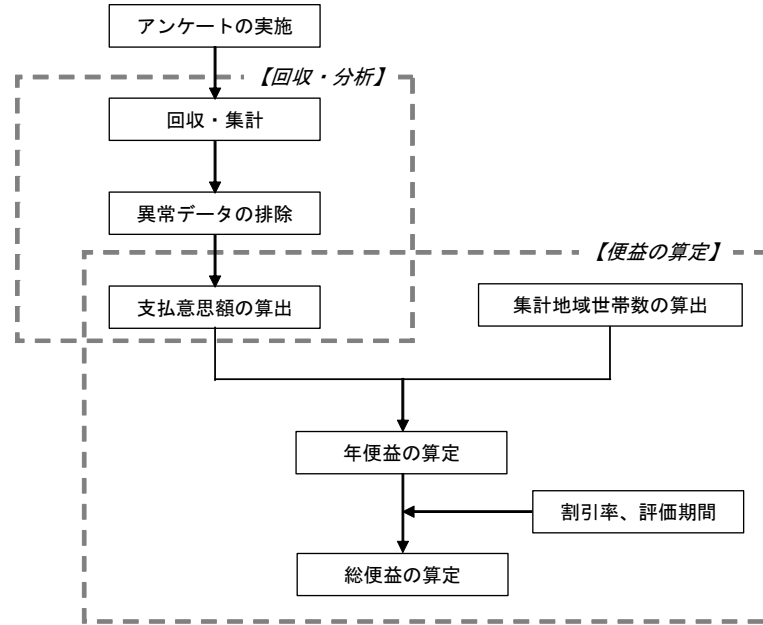 アンケートの実施
【回収・分析】
回収・集計
異常データの排除
【便益の算定】
支払意思額の算出
集計地域世帯数の算出
年便益の算定
割引率、評価期間
総便益の算定